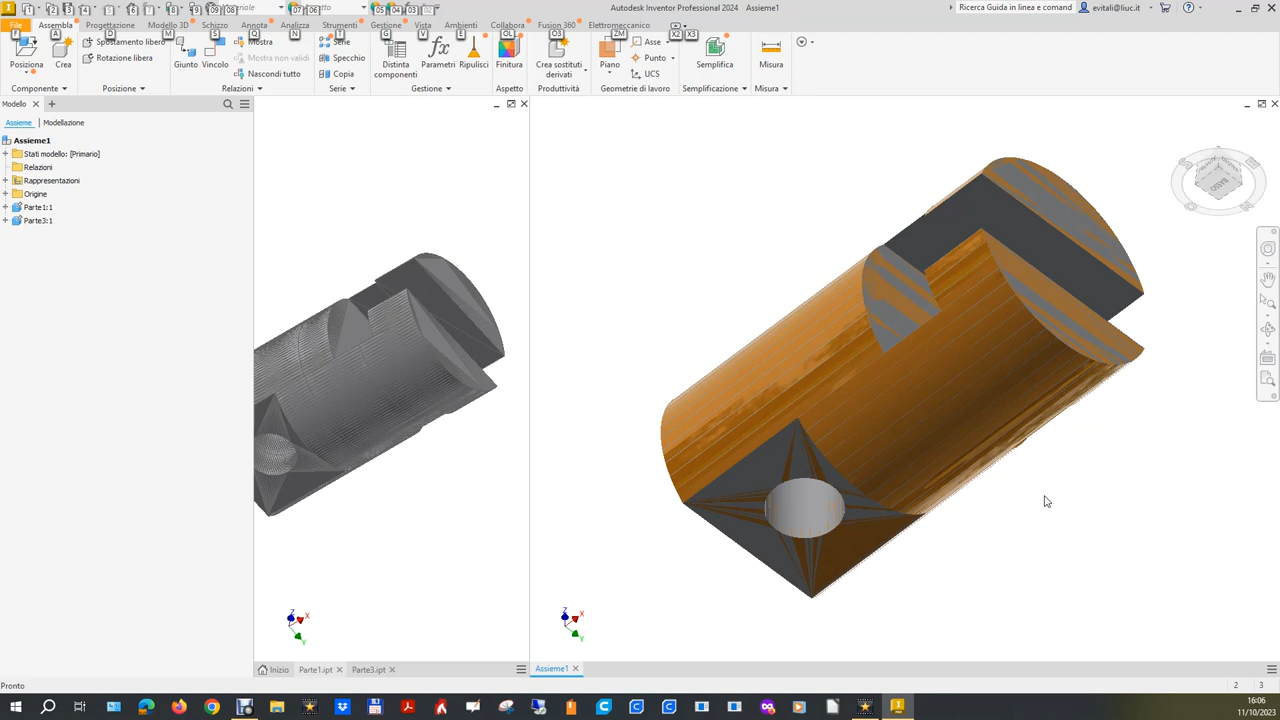 Autodesk Inventor Professional 2024 Assieme1
Ricerca Guida in linea e comand
evitali@liuc.it
File
Assembla
Progettazione
Modello 3D
Schizzo
Annota
Analizza
Strumenti
Gestione
Vista
Ambienti
Collabora
Fusion 360
Elettromeccanico
Posiziona
Crea
Spostamento libero
Rotazione libera
Giunto
Vincolo
Mostra
Mostra non validi
Nascondi tutto
Serie
Specchio
Copia
Distinta componenti
Parametri
Ripulisci
Finitura
Crea sostituti derivati
Piano
Asse
Punto
UCS
Semplifica
Misura
Componente
Posizione
Relazioni
Serie
Gestione
Aspetto
Produttività
Geometrie di lavoro
Semplificazione
Misura
Modello
Assieme
Modellazione
Assieme1
Stati modello: [Primario]
Relazioni
Rappresentazioni
Origine
Parte1:1
Parte3:1
BASSO
Z
X
Y
Z
X
Y
Inizio
Parte1.ipt
Parte3.ipt
Assieme1
Pronto
2
3
16:06
11/10/2023